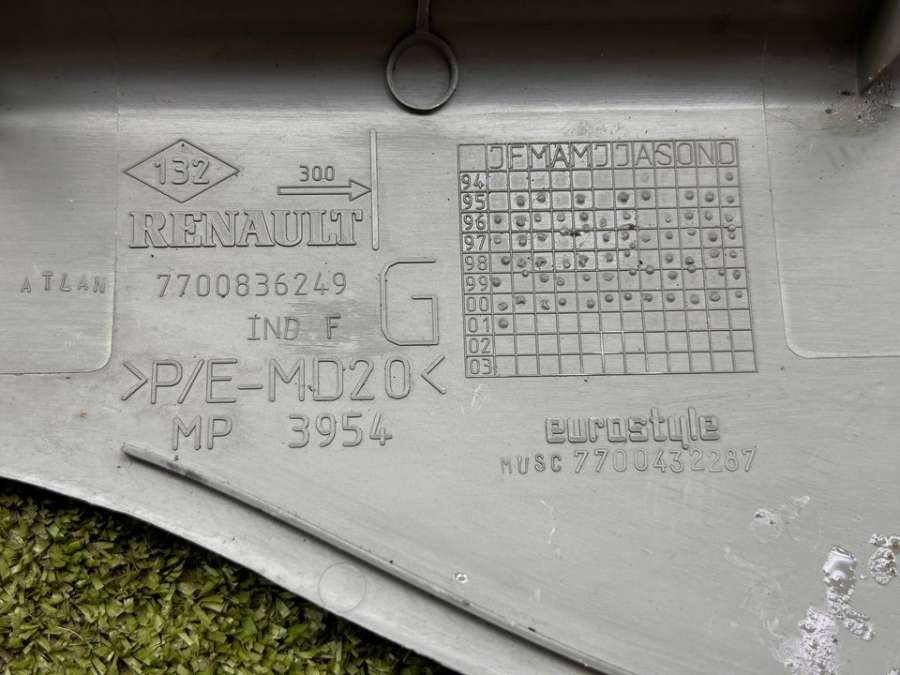 132
300
RENAULT
7700836249
ATLAN
IND F
G
>P/E-MD20<
MP 3954
JFMAMJJASOND
94
95
96
97
98
99
00
01
02
03
eurostyle
MUSC 7700432287